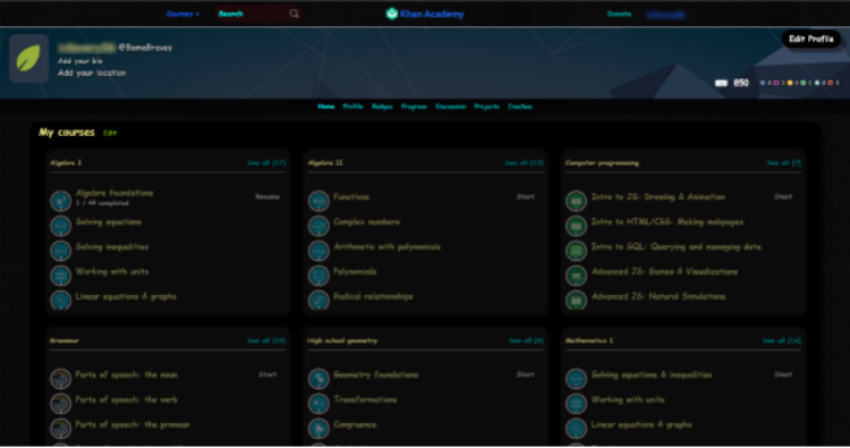 Courses Search Khan Academy Donate
@BamaBraves
Edit Profile
Add your bio
Add your location
850
Home Profile Badges Progress Discussion Projects Coaches
My courses Edit
Algebra I See all (17)
Algebra foundations
1 / 49 completed
Resume
Solving equations
Solving inequalities
Working with units
Linear equations & graphs
Algebra II See all (13)
Functions Start
Complex numbers
Arithmetic with polynomials
Polynomials
Radical relationships
Computer programming See all (7)
Intro to JS: Drawing & Animation Start
Intro to HTML/CSS: Making webpages
Intro to SQL: Querying and managing data
Advanced JS: Games & Visualizations
Advanced JS: Natural Simulations
Grammar See all
Parts of speech: the noun Start
Parts of speech: the verb
Parts of speech: the pronoun
High school geometry See all
Geometry foundations Start
Transformations
Congruence
Mathematics I See all
Solving equations & inequalities Start
Working with units
Linear equations & graphs